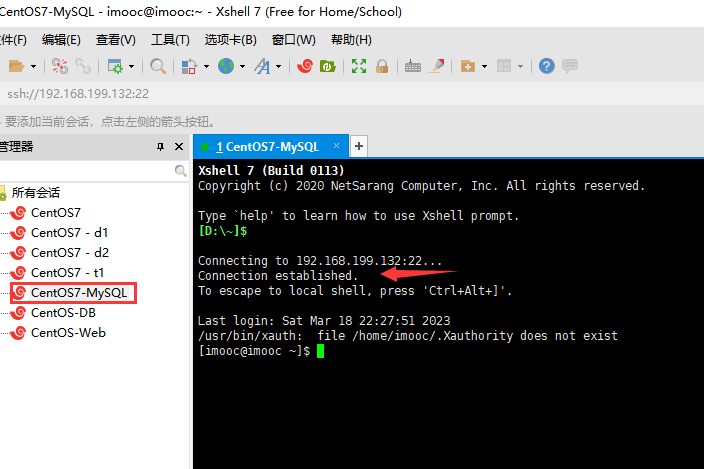 CentOS7-MySQL - imooc@imooc:~ - Xshell 7 (Free for Home/School)
件(F) 编辑(E) 查看(V) 工具(T) 选项卡(B) 窗口(W) 帮助(H)
ssh://192.168.199.132:22
要添加当前会话，点击左侧的箭头按钮。
管理器
1 CentOS7-MySQL
所有会话
CentOS7
CentOS7 - d1
CentOS7 - d2
CentOS7 - t1
CentOS7-MySQL
CentOS-DB
CentOS-Web
Xshell 7 (Build 0113)
Copyright (c) 2020 NetSarang Computer, Inc. All rights reserved.
Type `help' to learn how to use Xshell prompt.
[D:\~]$
Connecting to 192.168.199.132:22...
Connection established.
To escape to local shell, press 'Ctrl+Alt+]'.
Last login: Sat Mar 18 22:27:51 2023
/usr/bin/xauth:  file /home/imooc/.Xauthority does not exist
[imooc@imooc ~]$